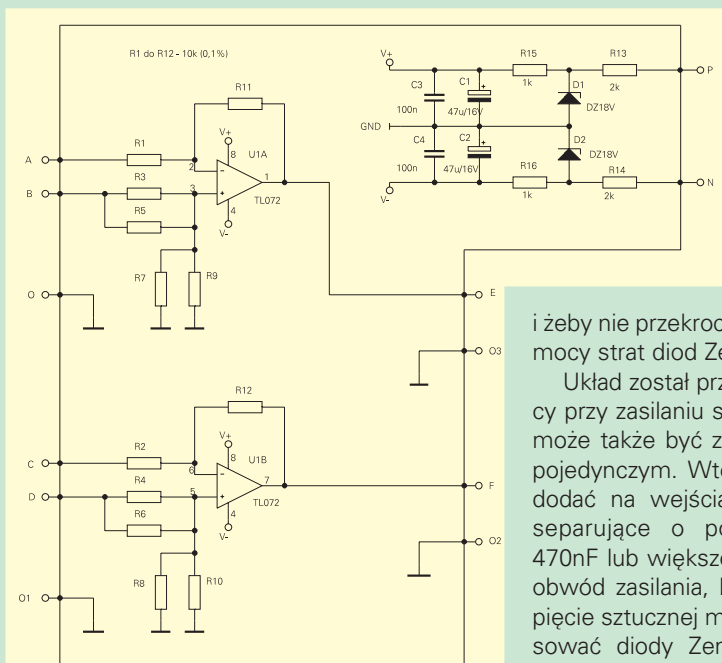 R1 do R12 - 10k (0,1%)
R11
R1
A
V+
8
U1A
2
1
B
R3
3
TL072
R5
4
V-
R7
R9
O
V+
R15
R13
P
1k
2k
C3
C1
+
D1
100n
47u/16V
DZ18V
GND
C4
C2
+
D2
100n
47u/16V
DZ18V
R16
R14
N
V-
1k
2k
E
O3
R12
R2
C
V+
8
U1B
6
7
F
D
R4
5
TL072
R6
4
V-
R8
R10
O2
O1
i żeby nie przekroc
mocy strat diod Ze
Układ został prz
cy przy zasilaniu s
może także być z
pojedynczym. Wte
dodać na wejścia
separujące o po
470nF lub większe
obwód zasilania, 
pięcie sztucznej m
sować diody Zen